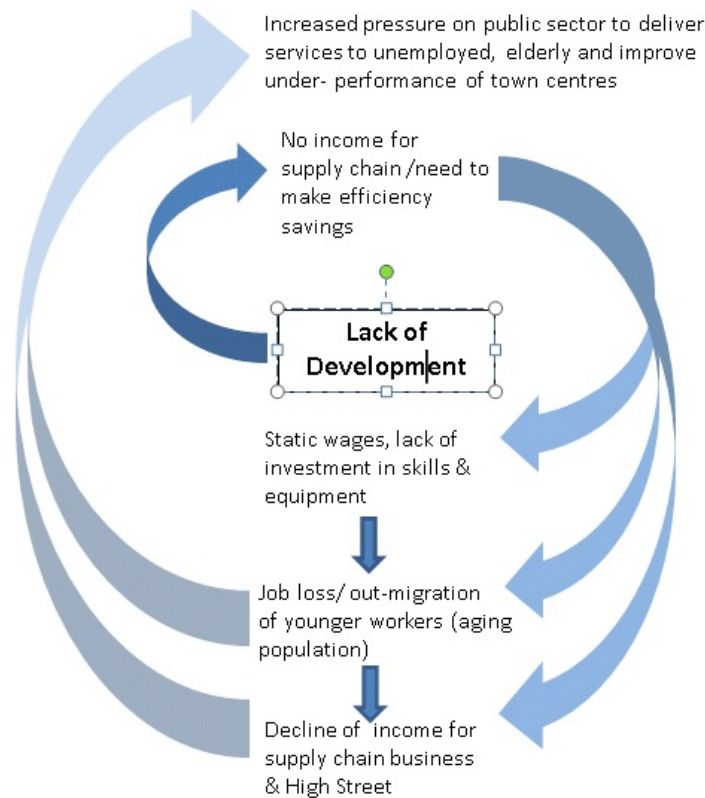 Increased pressure on public sector to deliver
services to unemployed, elderly and improve
under- performance of town centres
No income for
supply chain /need to
make efficiency
savings
Lack of
Development
Static wages, lack of
investment in skills &
equipment
Job loss/ out-migration
of younger workers (aging
population)
Decline of income for
supply chain business
& High Street